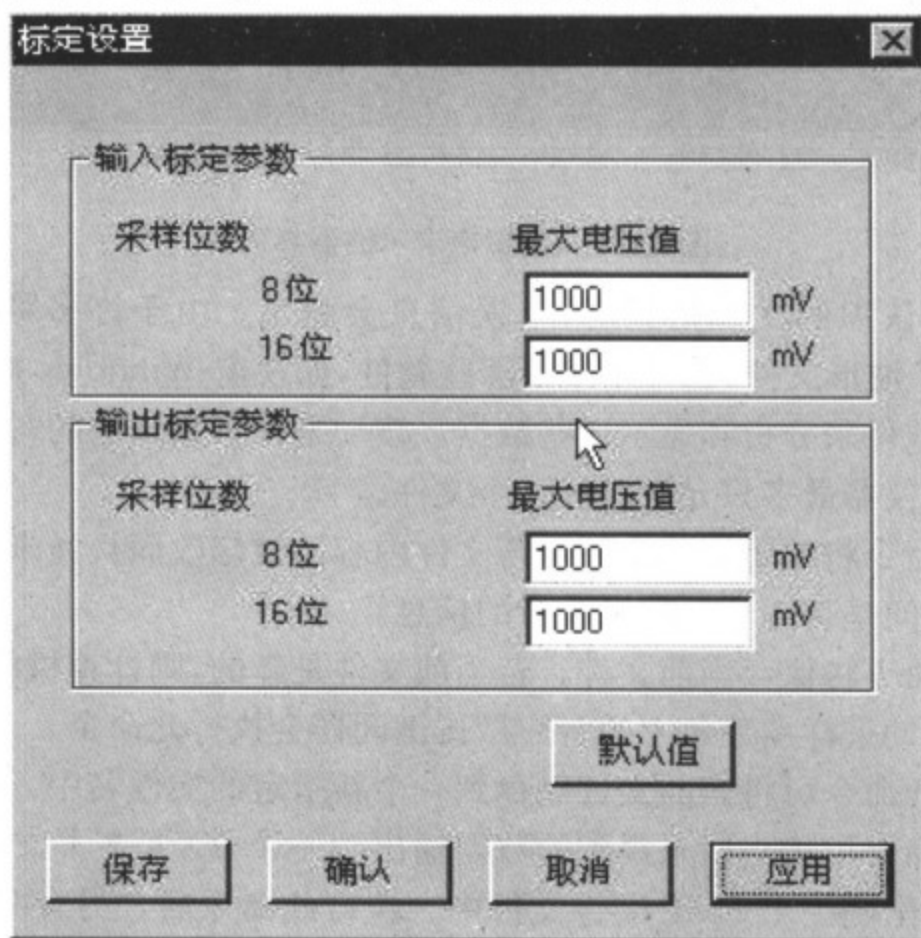 标定设置
输入标定参数
采样位数 最大电压值
8位 1000 mV
16位 1000 mV
输出标定参数
采样位数 最大电压值
8位 1000 mV
16位 1000 mV
默认值
保存 确认 取消 应用